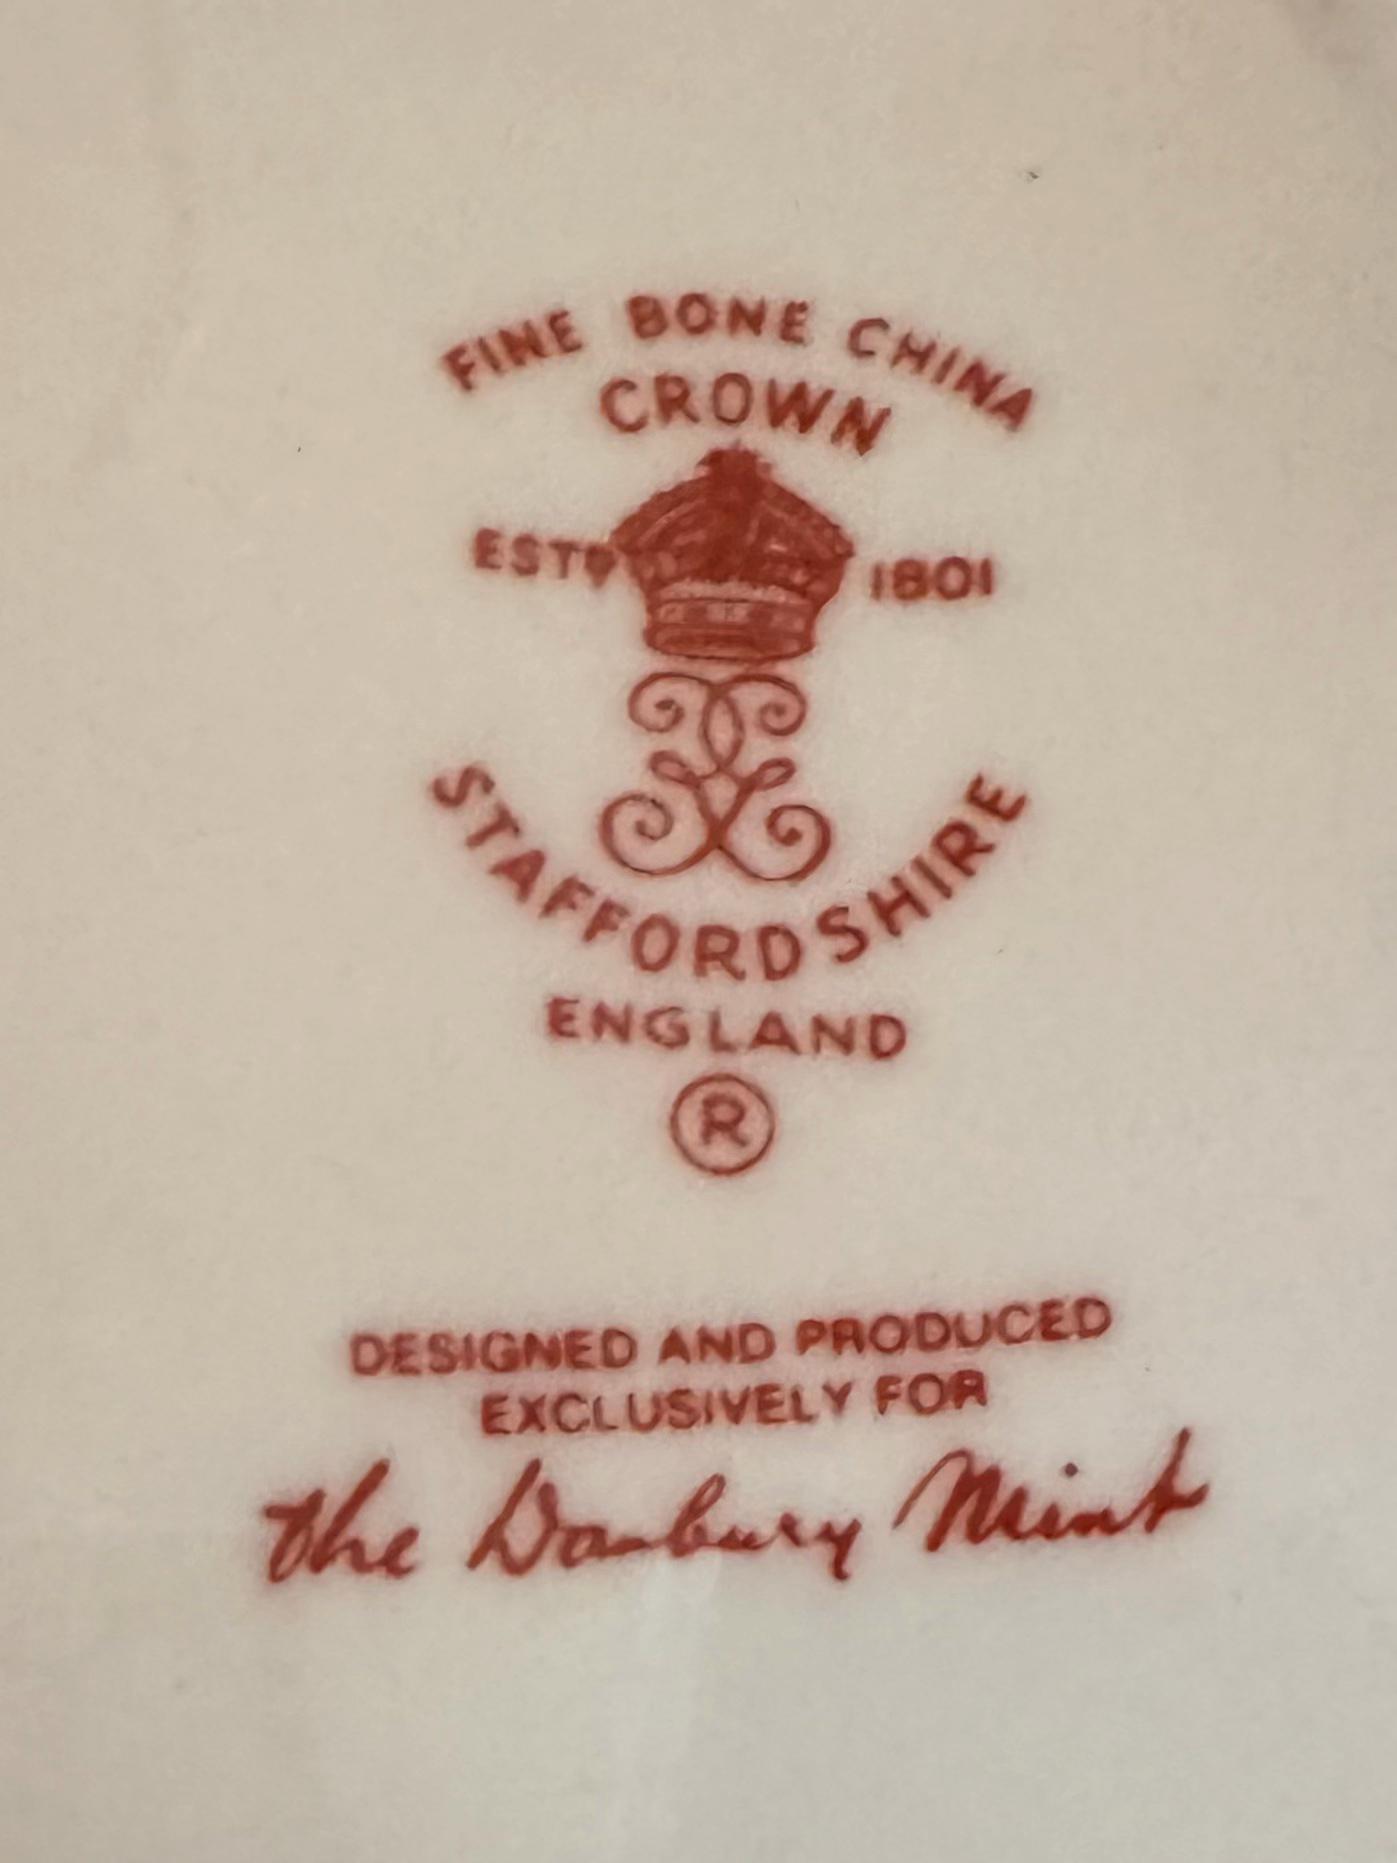 FINE BONE CHINA
CROWN
ESTD 1801
STAFFORDSHIRE
ENGLAND
®
DESIGNED AND PRODUCED
EXCLUSIVELY FOR
The Danbury Mint